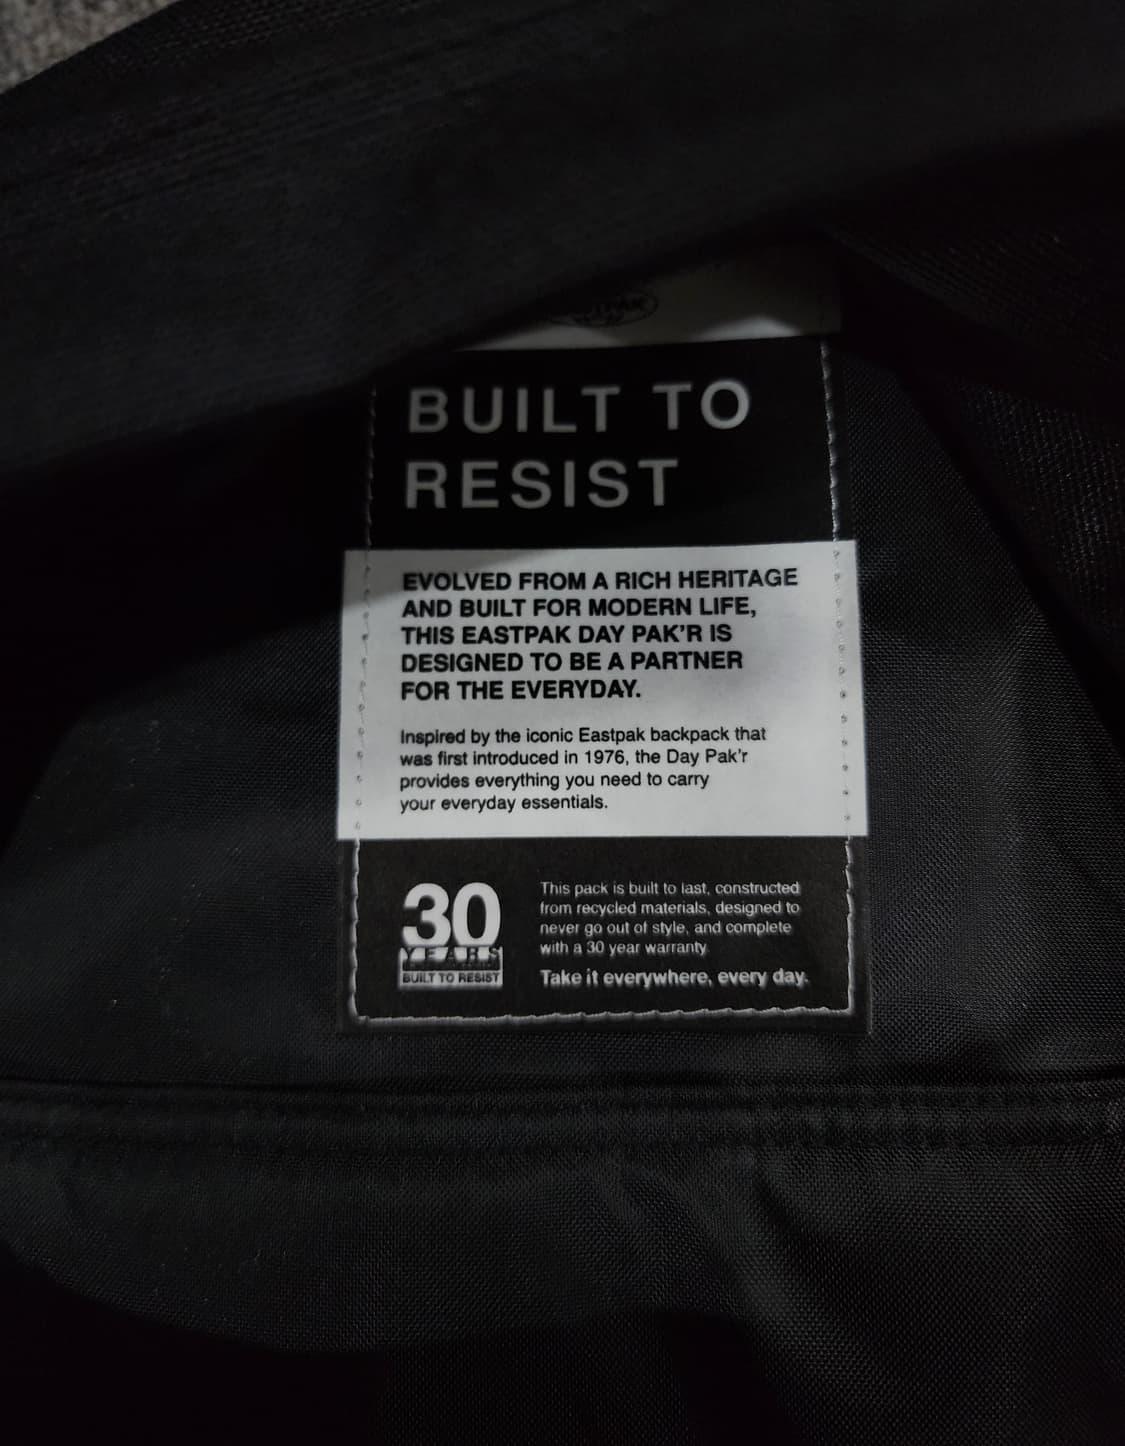 BUILT TO
RESIST
EVOLVED FROM A RICH HERITAGE
AND BUILT FOR MODERN LIFE,
THIS EASTPAK DAY PAK'R IS
DESIGNED TO BE A PARTNER
FOR THE EVERYDAY.
Inspired by the iconic Eastpak backpack that
was first introduced in 1976, the Day Pak'r
provides everything you need to carry
your everyday essentials.
30
YEARS
BUILT TO RESIST
This pack is built to last, constructed
from recycled materials, designed to
never go out of style, and complete
with a 30 year warranty
Take it everywhere, every day.